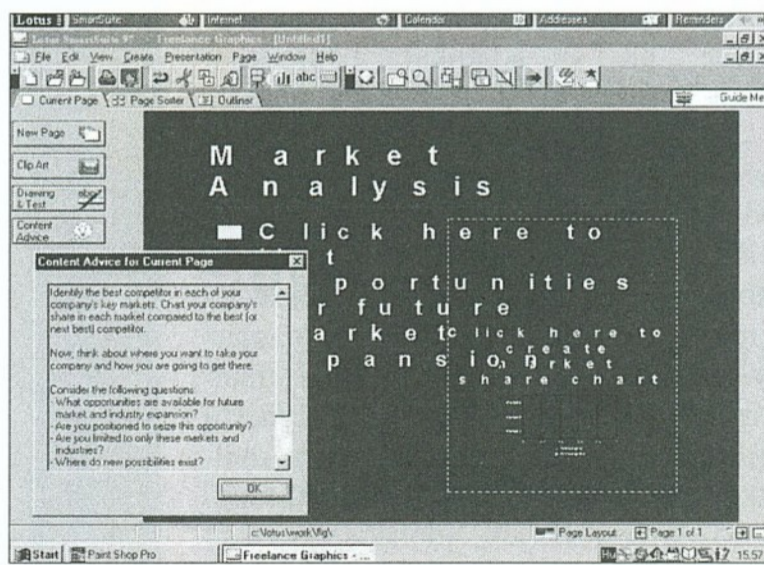 Lotus SmartSuite Internet Calendar Addresses Reminders
Lotus SmartSuite 97 - Freelance Graphics - [Untitled1]
File Edit View Create Presentation Page Window Help
abc
Current Page Page Sorter Outliner Guide Me
New Page
Clip Art
Drawing & Text
Content Advice
Market
Analysis
Click here to
portunities
r future
arket
pansion
Click here to
create
market
share chart
Content Advice for Current Page
Identify the best competitor in each of your
company's key markets. Chart your company's
share in each market compared to the best [or
next best] competitor.
Now, think about where you want to take your
company and how you are going to get there.
Consider the following questions:
- What opportunities are available for future
market and industry expansion?
- Are you positioned to seize this opportunity?
- Are you limited to only these markets and
industries?
- Where do new possibilities exist?
OK
c:\lotus\work\flg\ Page Layout Page 1 of 1
Start Paint Shop Pro Freelance Graphics - ... Hu 15:57